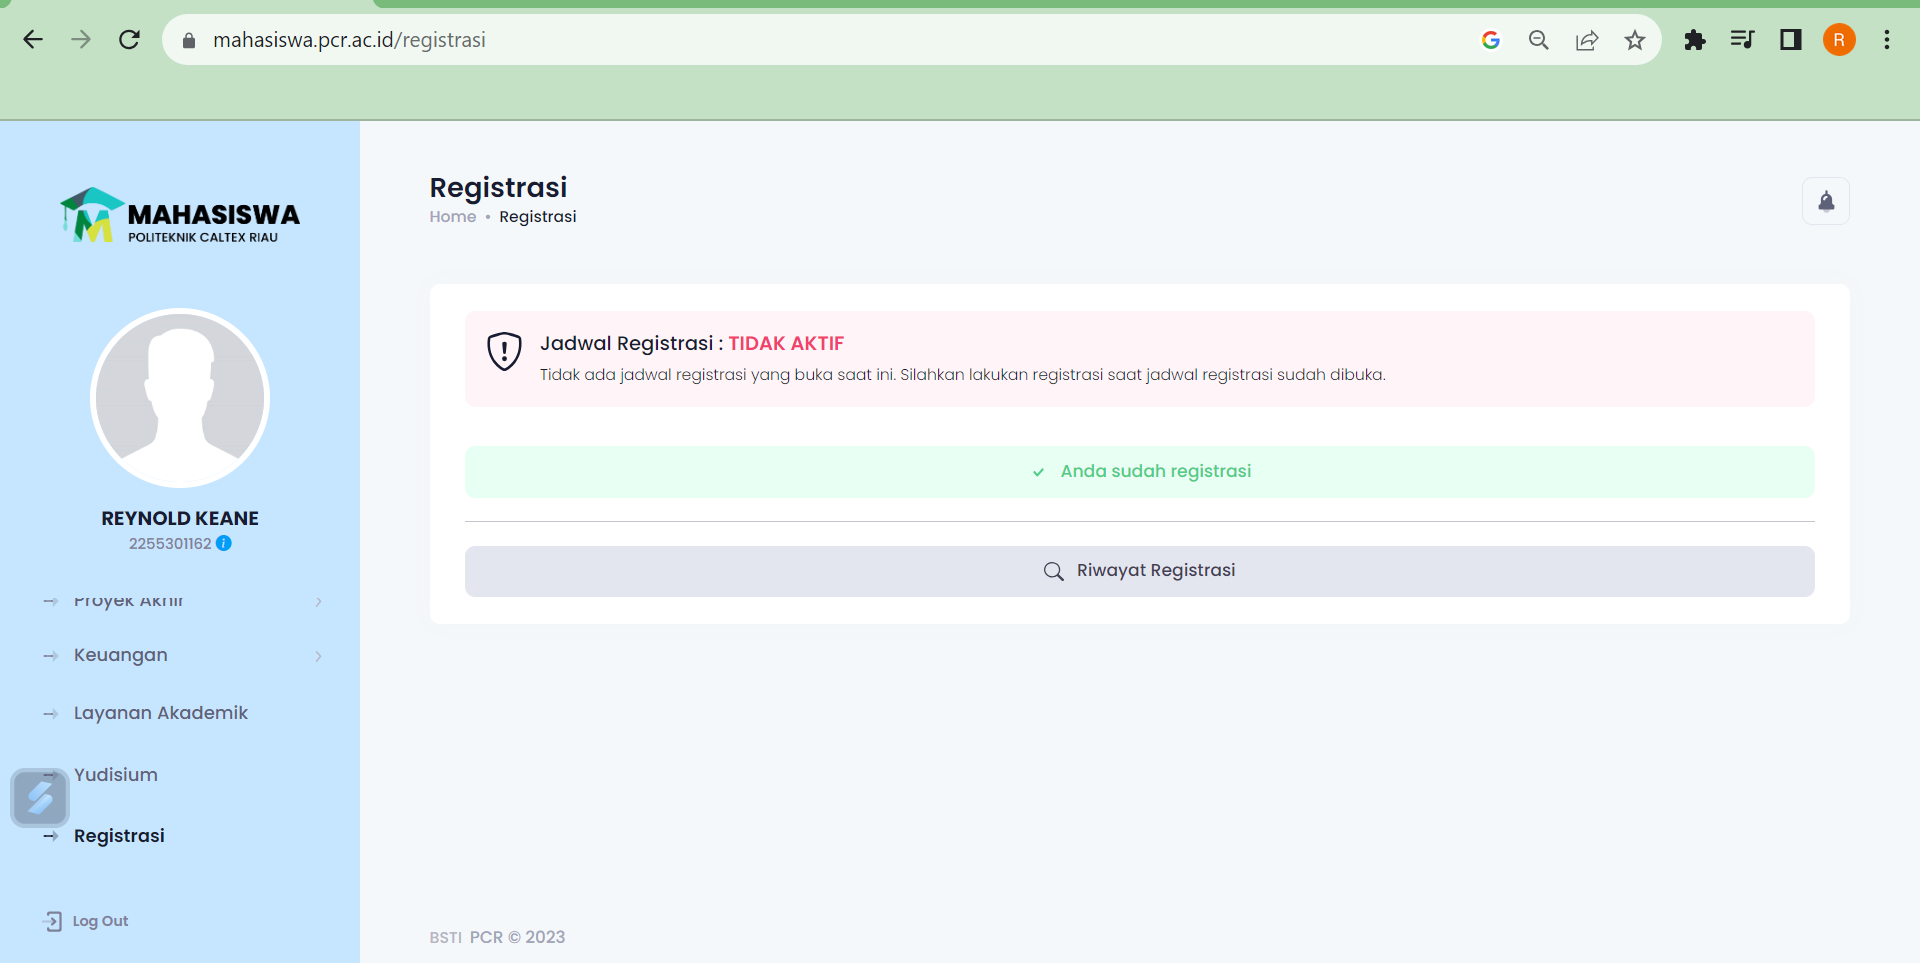 mahasiswa.pcr.ac.id/registrasi
R
MAHASISWA
POLITEKNIK CALTEX RIAU
REYNOLD KEANE
2255301162
Proyek Akhir
Keuangan
Layanan Akademik
Yudisium
Registrasi
Log Out
Registrasi
Home • Registrasi
Jadwal Registrasi : TIDAK AKTIF
Tidak ada jadwal registrasi yang buka saat ini. Silahkan lakukan registrasi saat jadwal registrasi sudah dibuka.
Anda sudah registrasi
Riwayat Registrasi
BSTI PCR © 2023